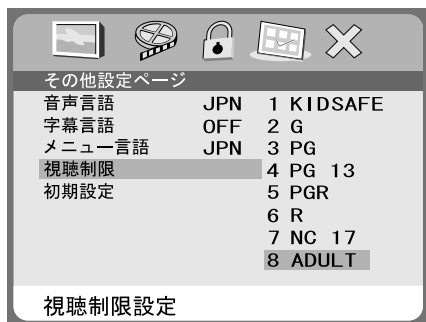 その他設定ページ
音声言語 JPN 1 KIDSAFE
字幕言語 OFF 2 G
メニュー言語 JPN 3 PG
視聴制限 4 PG 13
初期設定 5 PGR
6 R
7 NC 17
8 ADULT
視聴制限設定